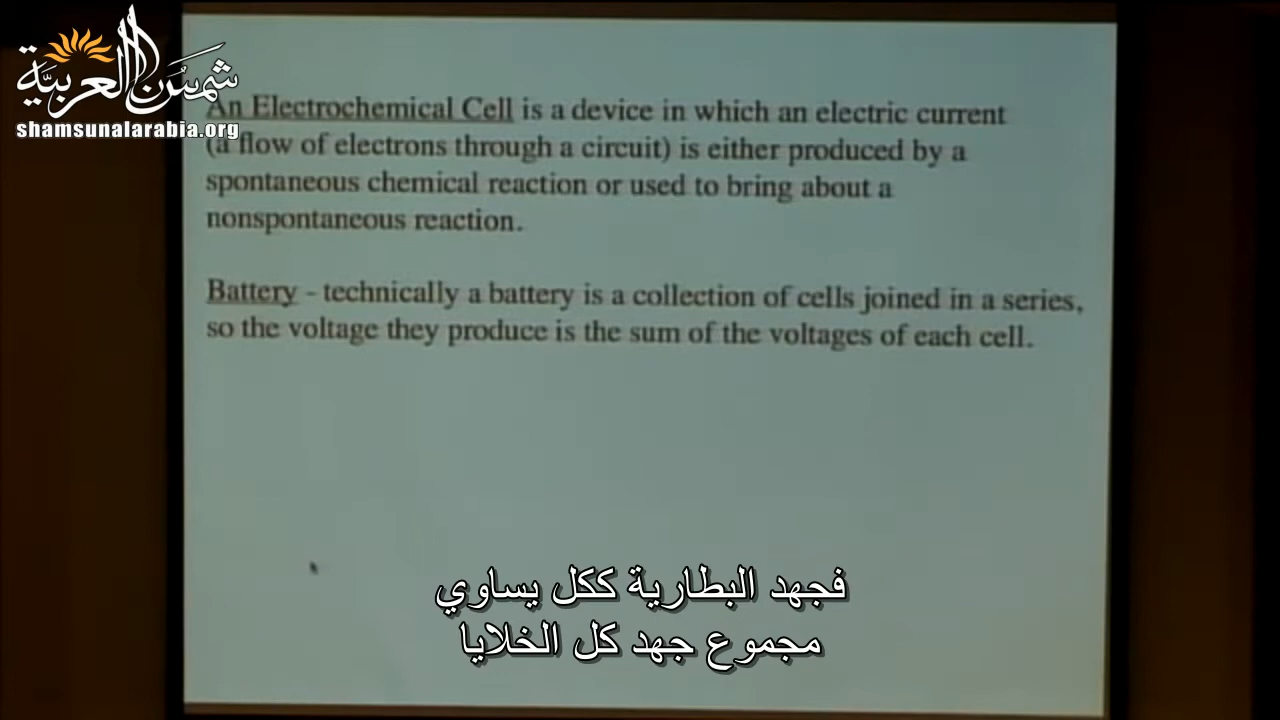 شمس العربية
shamsunalarabia.org
An Electrochemical Cell is a device in which an electric current
(a flow of electrons through a circuit) is either produced by a
spontaneous chemical reaction or used to bring about a
nonspontaneous reaction.
Battery - technically a battery is a collection of cells joined in a series,
so the voltage they produce is the sum of the voltages of each cell.
فجهد البطارية ككل يساوي
مجموع جهد كل الخلايا